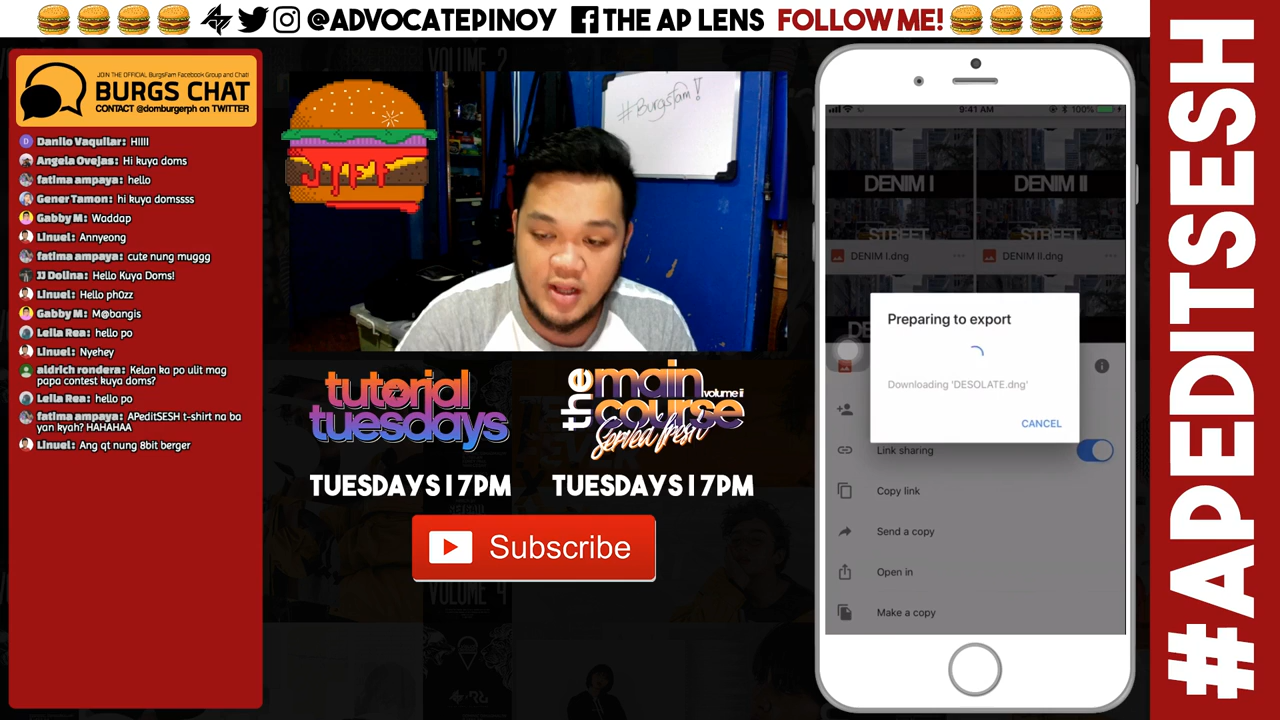 @ADVOCATEPINOY THE AP LENS FOLLOW ME!
JOIN THE OFFICIAL BurgsFam Facebook Group and Chat!
BURGS CHAT
CONTACT @domburgerph on TWITTER
Danilo Vaquilar: HIIII
Angela Ovejas: Hi kuya doms
fatima ampaya: hello
Gener Tamon: hi kuya domssss
Gabby M: Waddap
Linuel: Annyeong
fatima ampaya: cute nung muggg
JJ Dolina: Hello Kuya Doms!
Linuel: Hello ph0zz
Gabby M: M@bangis
Leila Rea: hello po
Linuel: Nyehey
aldrich rondera: Kelan ka po ulit mag
papa contest kuya doms?
Leila Rea: hello po
fatima ampaya: APeditSESH t-shirt na ba
yan kyah? HAHAHAA
Linuel: Ang qt nung 8bit berger
#BurgsFam!
VOLUME 2
tutorial
tuesdays
TUESDAYS | 7PM
the main
course
volume ii
Served fresh
TUESDAYS | 7PM
Subscribe
VOLUME 4
9:41 AM
100%
DENIM I
DENIM II
STREET
STREET
DENIM I.dng
DENIM II.dng
Preparing to export
Downloading 'DESOLATE.dng'
CANCEL
Link sharing
Copy link
Send a copy
Open in
Make a copy
#APEDITSESH